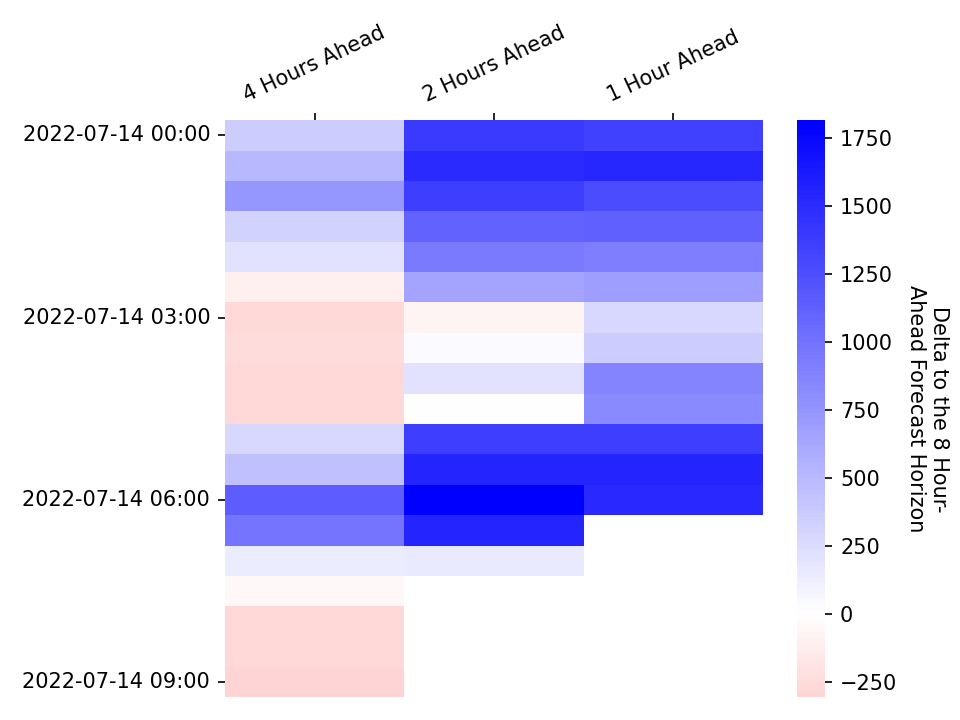 4 Hours Ahead
2 Hours Ahead
1 Hour Ahead
2022-07-14 00:00
2022-07-14 03:00
2022-07-14 06:00
2022-07-14 09:00
1750
1500
1250
1000
750
500
250
0
−250
Delta to the 8 Hour-
Ahead Forecast Horizon